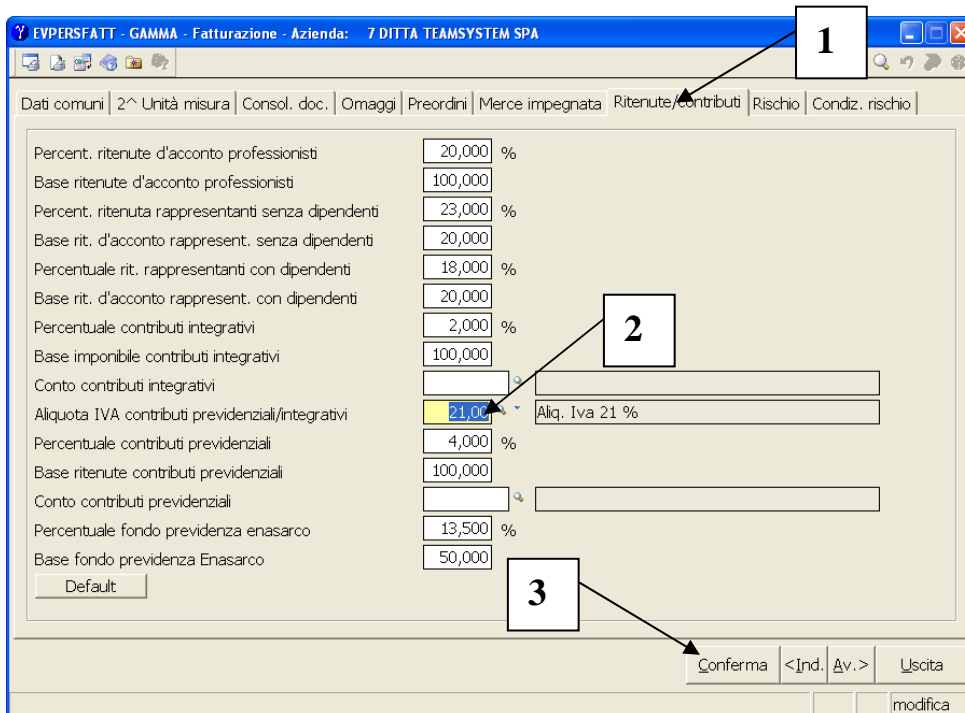 EVPERSFATT - GAMMA - Fatturazione - Azienda: 7 DITTA TEAMSYSTEM SPA
1
Dati comuni 2^ Unità misura Consol. doc. Omaggi Preordini Merce impegnata Ritenute/contributi Rischio Condiz. rischio
Percent. ritenute d'acconto professionisti 20,000 %
Base ritenute d'acconto professionisti 100,000
Percent. ritenuta rappresentanti senza dipendenti 23,000 %
Base rit. d'acconto rappresent. senza dipendenti 20,000
Percentuale rit. rappresentanti con dipendenti 18,000 %
Base rit. d'acconto rappresent. con dipendenti 20,000
Percentuale contributi integrativi 2,000 %
2
Base imponibile contributi integrativi 100,000
Conto contributi integrativi
Aliquota IVA contributi previdenziali/integrativi 21,00 Aliq. Iva 21 %
Percentuale contributi previdenziali 4,000 %
Base ritenute contributi previdenziali 100,000
Conto contributi previdenziali
Percentuale fondo previdenza enasarco 13,500 %
Base fondo previdenza Enasarco 50,000
Default
3
Conferma <Ind. Av.> Uscita
modifica